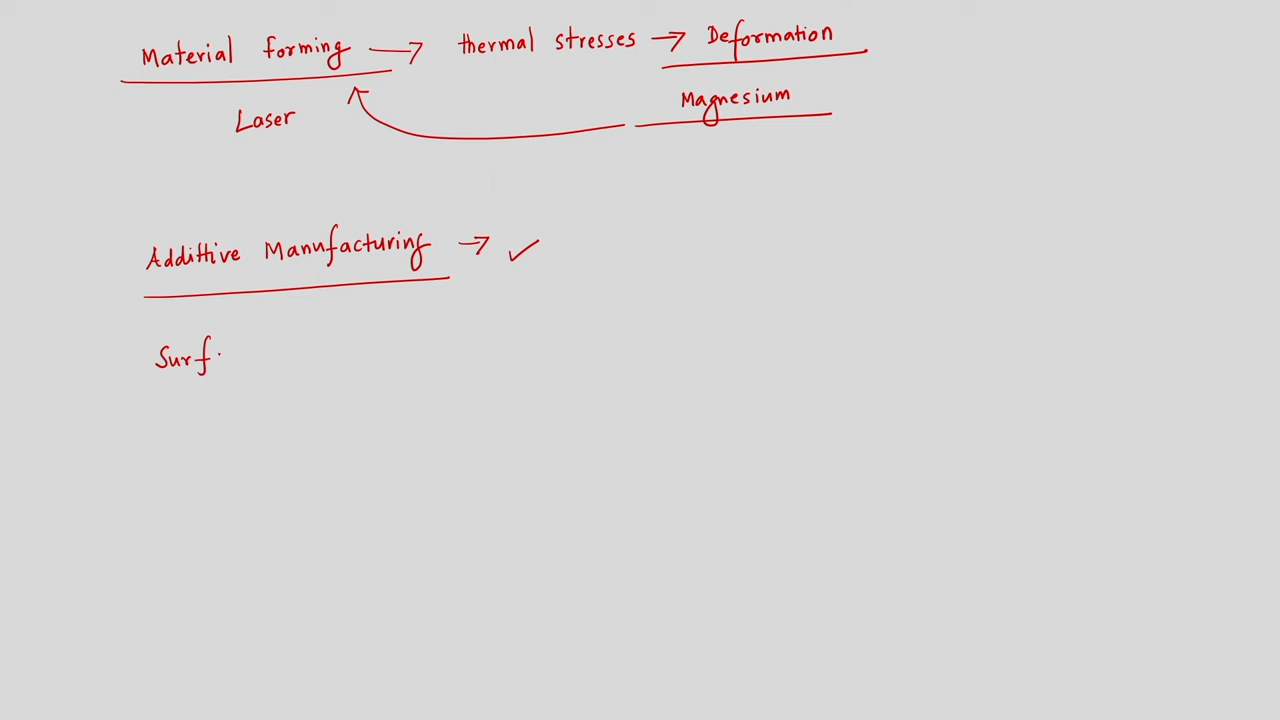 Material forming → thermal stresses → Deformation
Laser
Magnesium
Additive Manufacturing → ✓
Surf